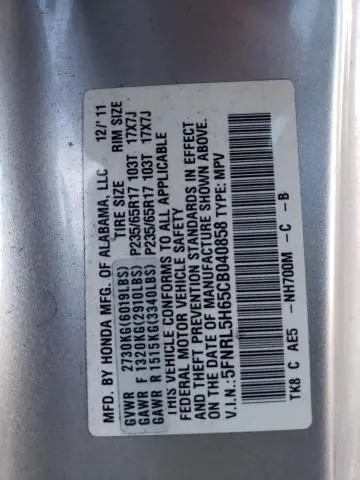 MFD. BY HONDA MFG. OF ALABAMA, LLC 12/'11
TIRE SIZE RIM SIZE
GVWR 2730KG(6019LBS)
GAWR F 1320KG(2910LBS) P235/65R17 103T 17X7J
GAWR R 1515KG(3340LBS) P235/65R17 103T 17X7J
THIS VEHICLE CONFORMS TO ALL APPLICABLE
FEDERAL MOTOR VEHICLE SAFETY
AND THEFT PREVENTION STANDARDS IN EFFECT
ON THE DATE OF MANUFACTURE SHOWN ABOVE.
V.I.N.:5FNRL5H65CB040858 TYPE: MPV
TK8 C AE5 -NH700M -C -B